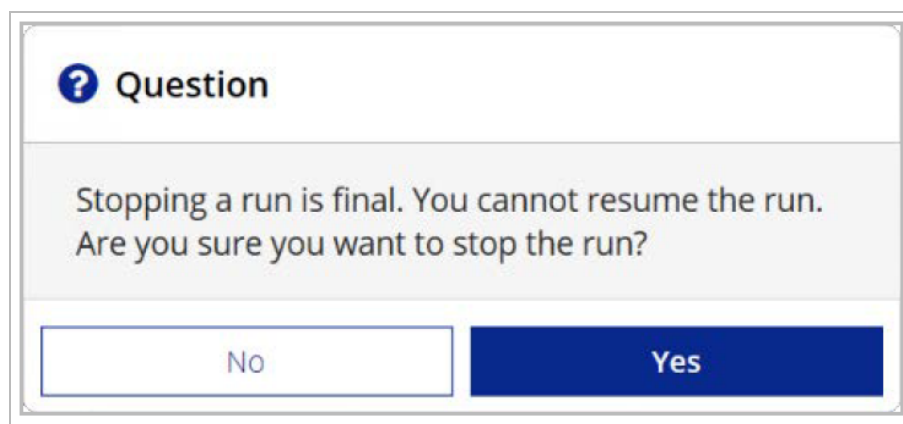 Question
Stopping a run is final. You cannot resume the run.
Are you sure you want to stop the run?
No
Yes